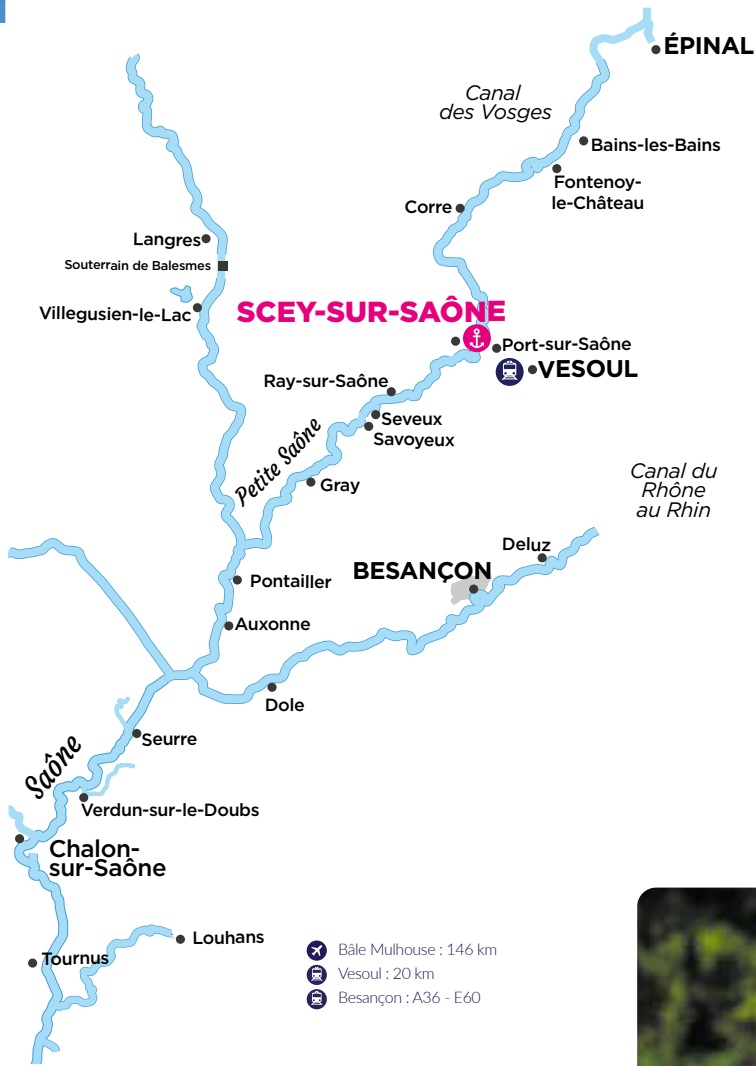 ÉPINAL
Canal
des Vosges
Bains-les-Bains
Fontenoy-
le-Château
Corre
Langres
Souterrain de Balesmes
Villegusien-le-Lac
SCEY-SUR-SAÔNE
Port-sur-Saône
VESOUL
Ray-sur-Saône
Seveux
Savoyeux
Petite Saône
Gray
Canal du
Rhône
au Rhin
Deluz
BESANÇON
Pontailler
Auxonne
Dole
Seurre
Saône
Verdun-sur-le-Doubs
Chalon-
sur-Saône
Louhans
Tournus
Bâle Mulhouse : 146 km
Vesoul : 20 km
Besançon : A36 - E60